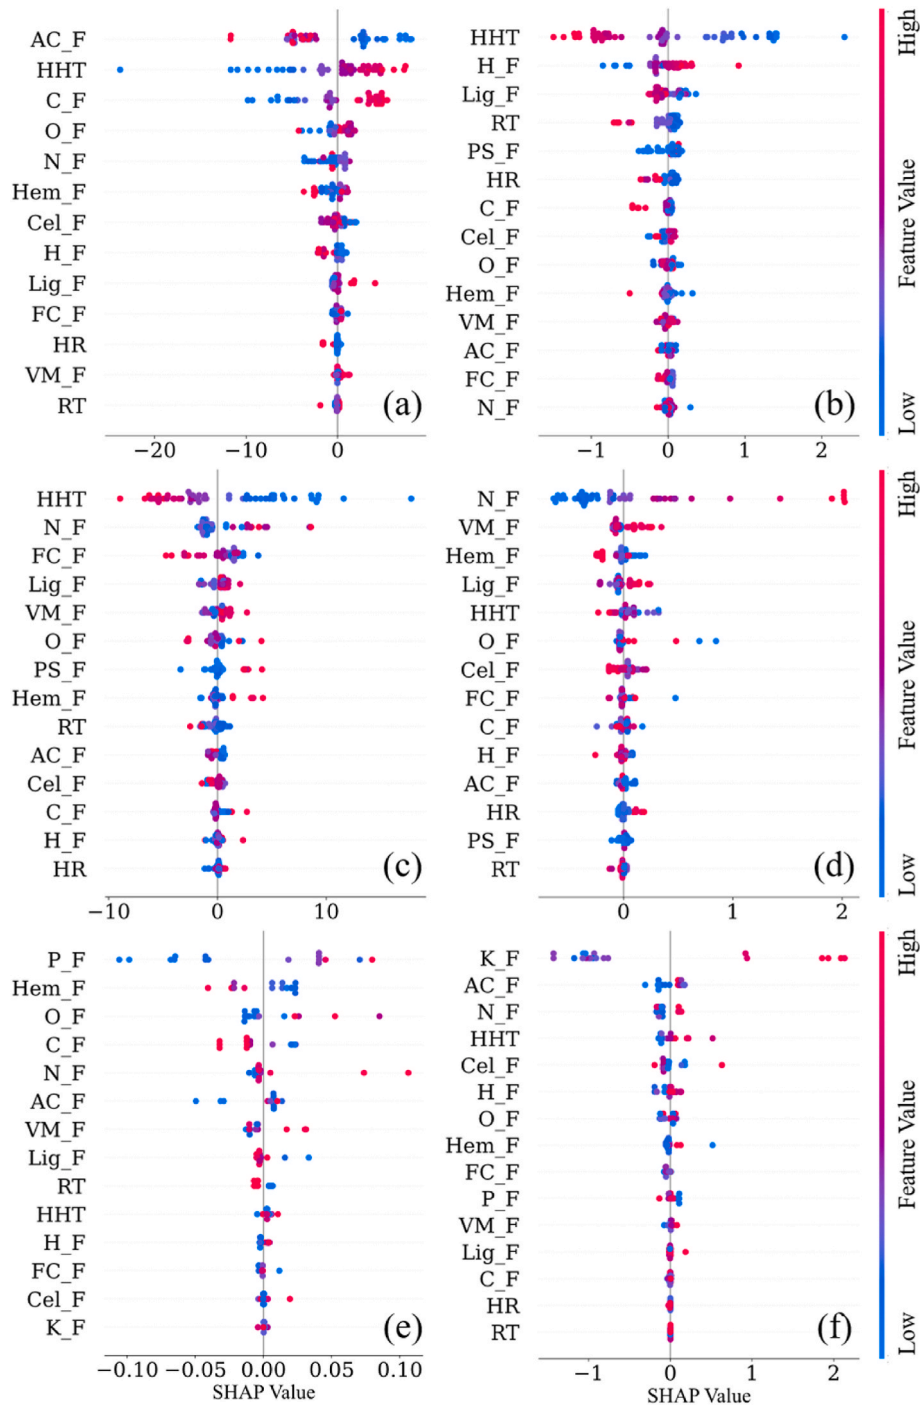 AC_F
HHT
C_F
O_F
N_F
Hem_F
Cel_F
H_F
Lig_F
FC_F
HR
VM_F
RT
(a)
−20 −10 0
HHT
H_F
Lig_F
RT
PS_F
HR
C_F
Cel_F
O_F
Hem_F
VM_F
AC_F
FC_F
N_F
(b)
−1 0 1 2
High
Feature Value
Low
HHT
N_F
FC_F
Lig_F
VM_F
O_F
PS_F
Hem_F
RT
AC_F
Cel_F
C_F
H_F
HR
(c)
−10 0 10
N_F
VM_F
Hem_F
Lig_F
HHT
O_F
Cel_F
FC_F
C_F
H_F
AC_F
HR
PS_F
RT
(d)
0 1 2
High
Feature Value
Low
P_F
Hem_F
O_F
C_F
N_F
AC_F
VM_F
Lig_F
RT
HHT
H_F
FC_F
Cel_F
K_F
(e)
−0.10 −0.05 0.00 0.05 0.10
SHAP Value
K_F
AC_F
N_F
HHT
Cel_F
H_F
O_F
Hem_F
FC_F
P_F
VM_F
Lig_F
C_F
HR
RT
(f)
−1 0 1 2
SHAP Value
High
Feature Value
Low